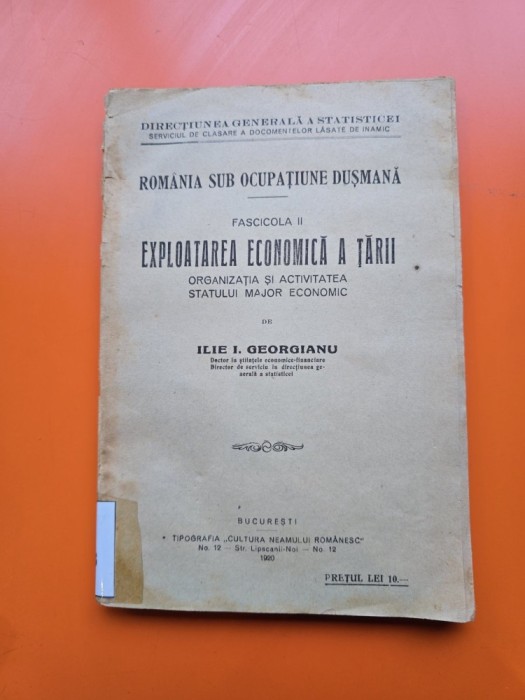 DIRECȚIUNEA GENERALĂ A STATISTICEI
SERVICIUL DE CLASARE A DOCUMENTELOR LĂSATE DE INAMIC
ROMÂNIA SUB OCUPAȚIUNE DUȘMANĂ
FASCICOLA II
EXPLOATAREA ECONOMICĂ A ȚĂRII
ORGANIZAȚIA ȘI ACTIVITATEA
STATULUI MAJOR ECONOMIC
DE
ILIE I. GEORGIANU
Doctor în științele economico-financiare
Director de serviciu în direcțiunea ge-
nerală a statisticei
BUCUREȘTI
TIPOGRAFIA „CULTURA NEAMULUI ROMÂNESC"
No. 12 — Str. Lipscanii-Noi — No. 12
1920
PREȚUL LEI 10.—